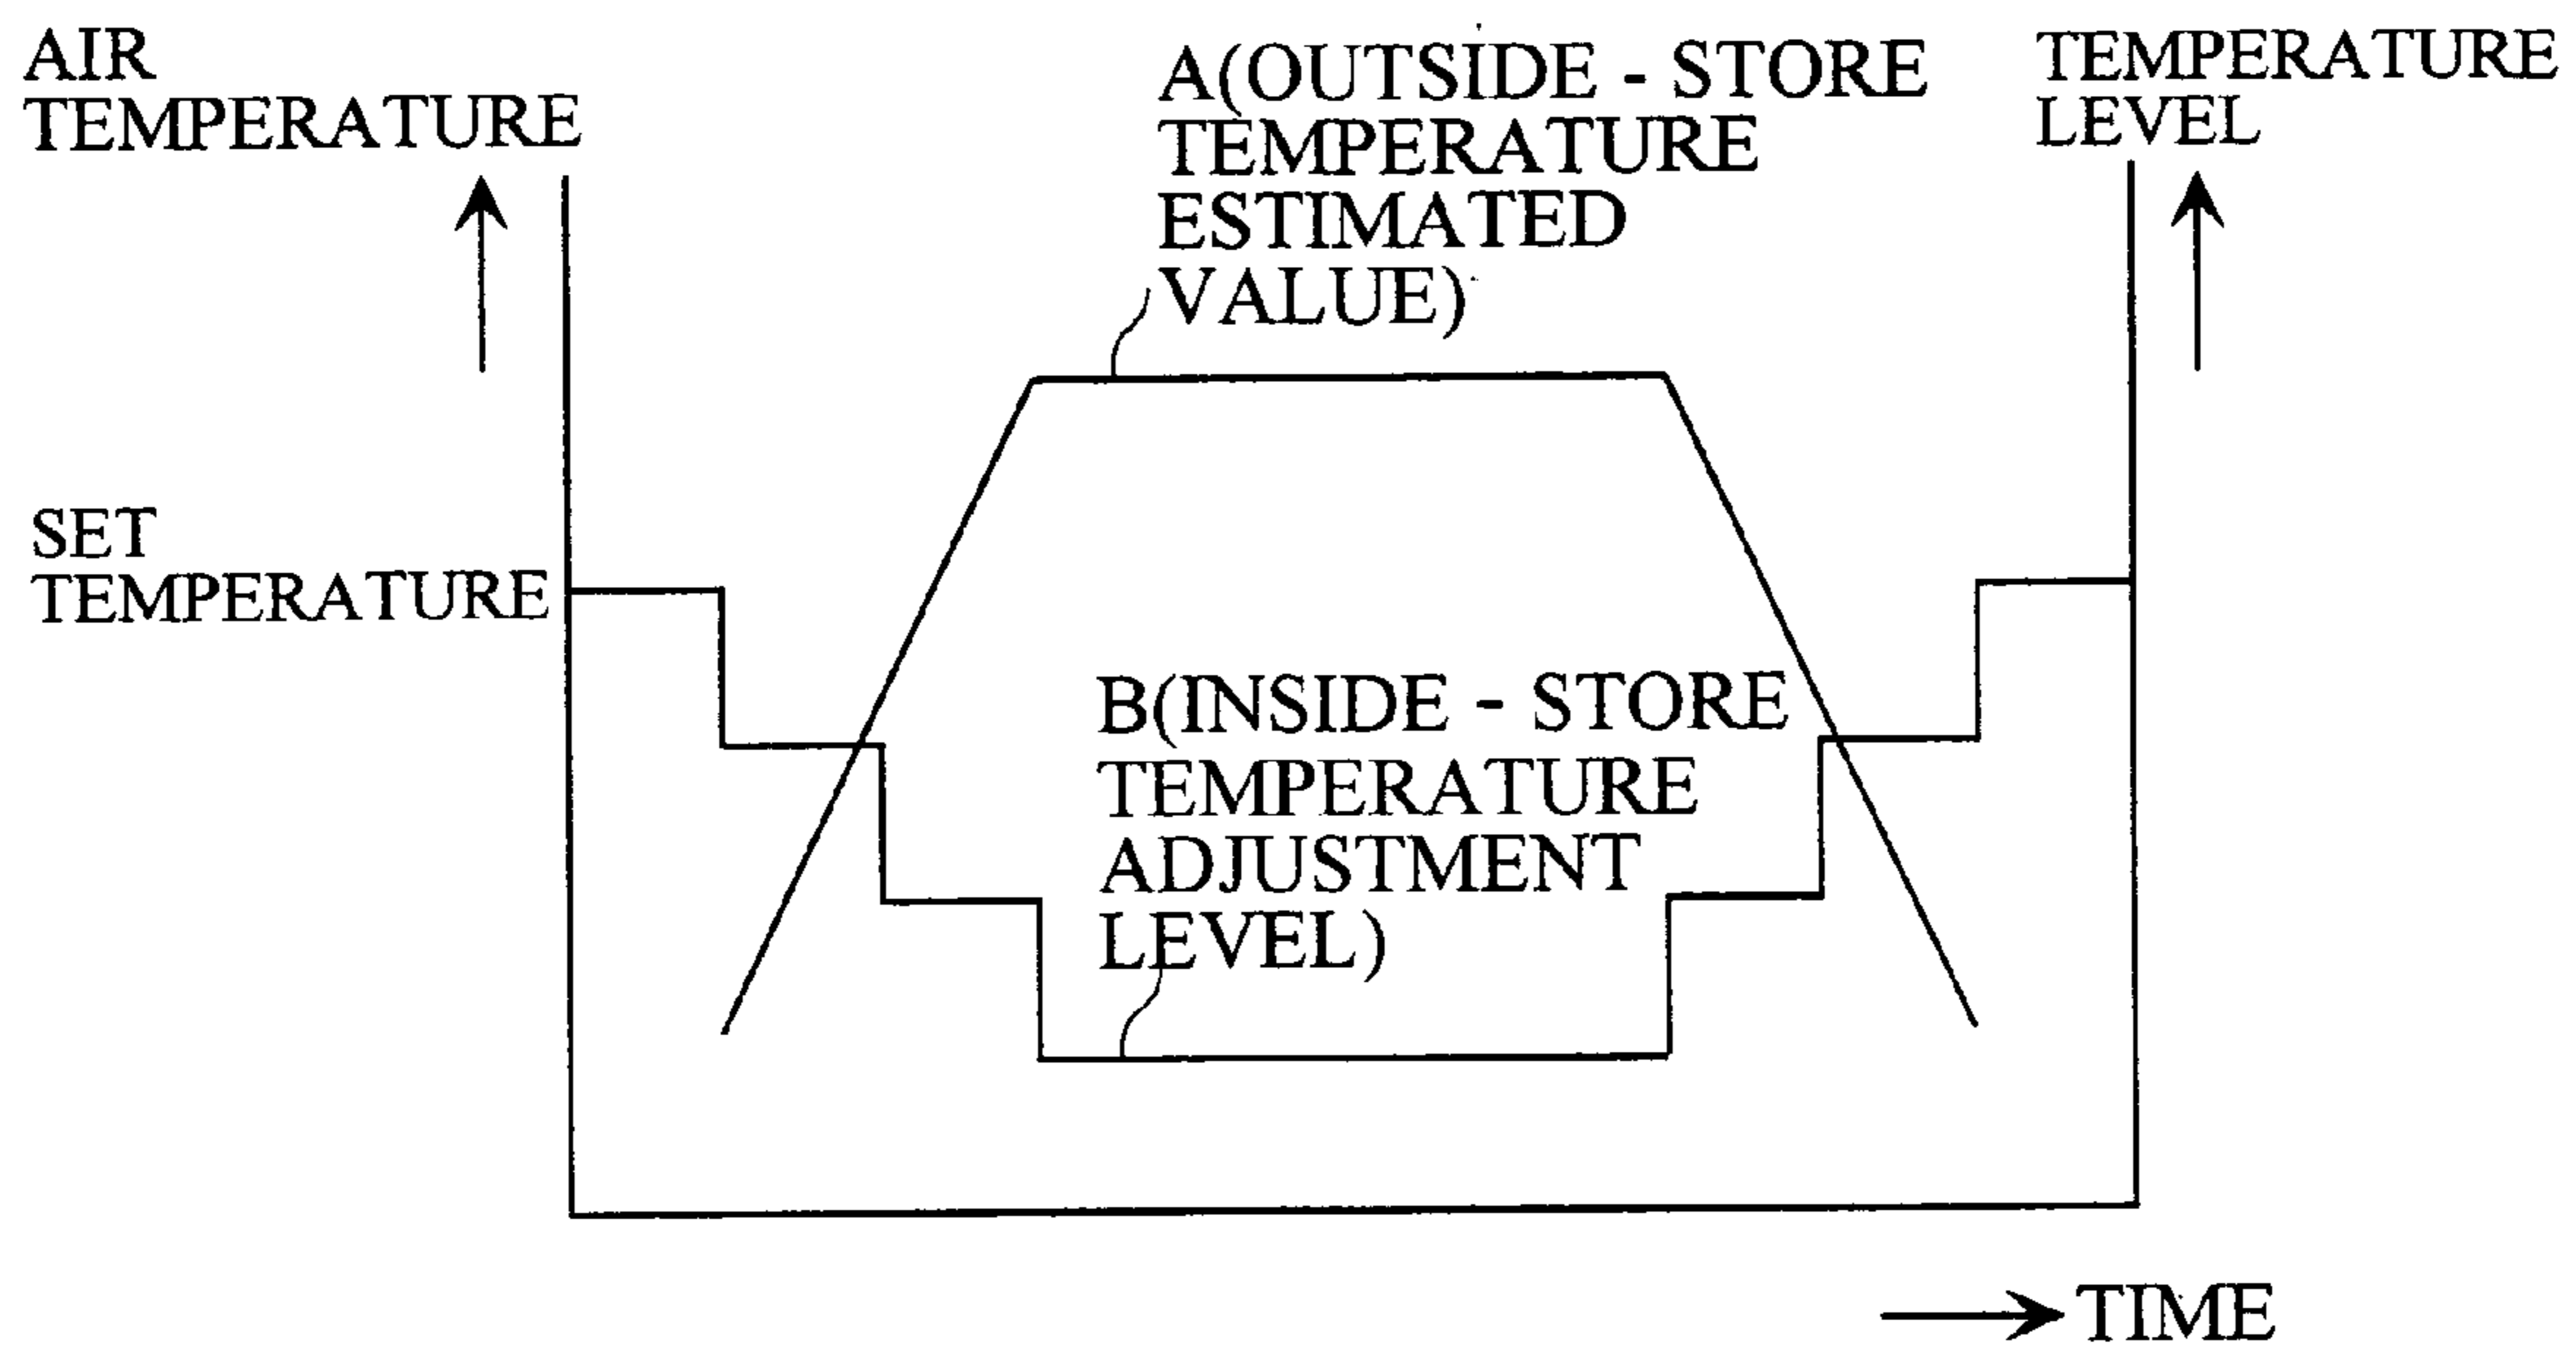 AIR
TEMPERATURE
A(OUTSIDE - STORE
TEMPERATURE
ESTIMATED
VALUE)
TEMPERATURE
LEVEL
SET
TEMPERATURE
B(INSIDE - STORE
TEMPERATURE
ADJUSTMENT
LEVEL)
TIME